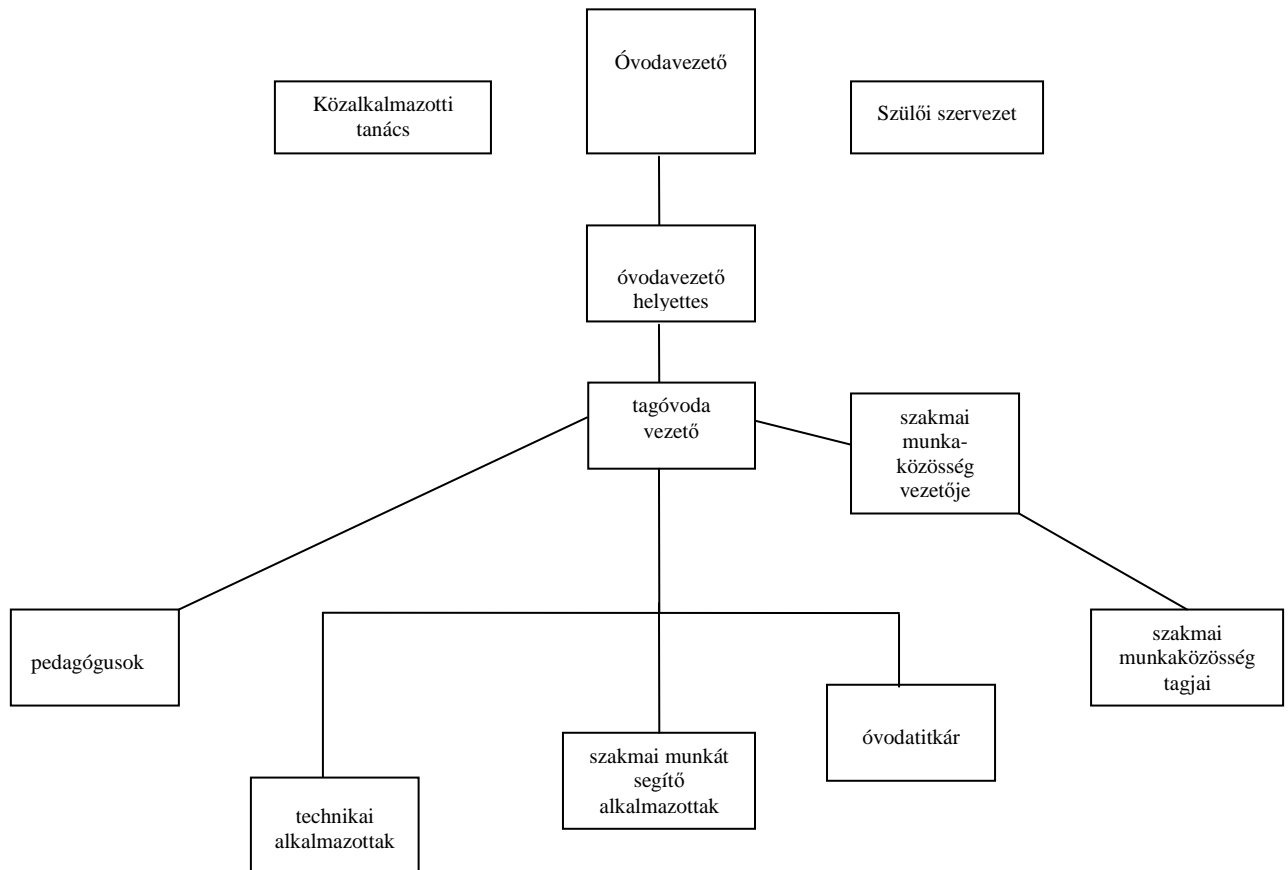 Óvodavezető
Közalkalmazotti
tanács
Szülői szervezet
óvodavezető
helyettes
tagóvoda
vezető
szakmai
munka-
közösség
vezetője
pedagógusok
szakmai
munkaközösség
tagjai
óvodatitkár
szakmai munkát
segítő
alkalmazottak
technikai
alkalmazottak